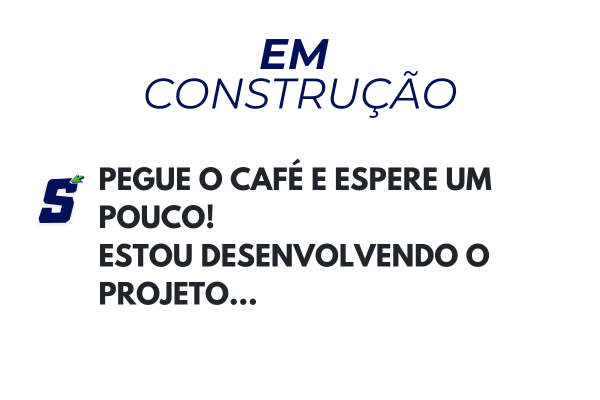 EM
CONSTRUÇÃO
S
PEGUE O CAFÉ E ESPERE UM
POUCO!
ESTOU DESENVOLVENDO O
PROJETO...